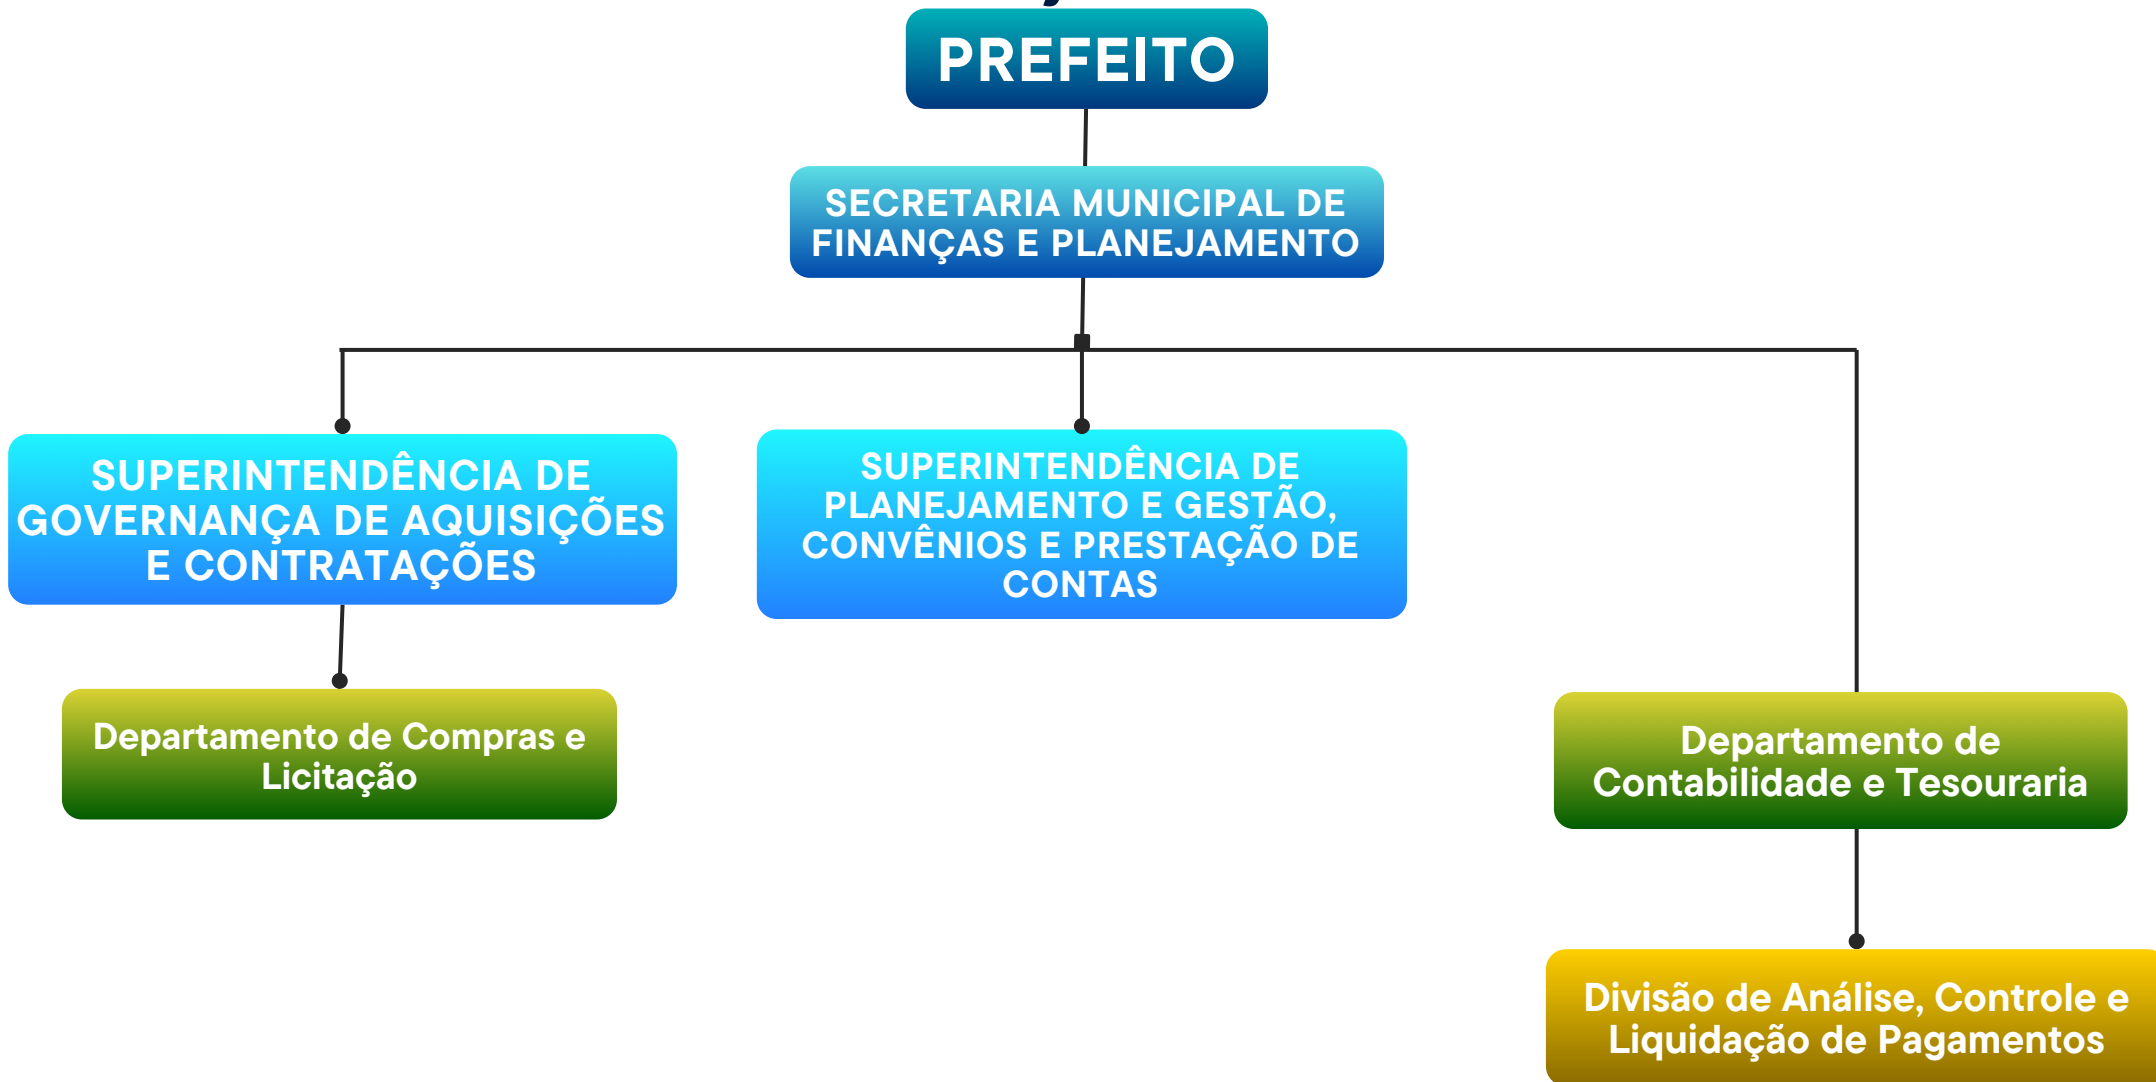 PREFEITO
SECRETARIA MUNICIPAL DE
FINANÇAS E PLANEJAMENTO
SUPERINTENDÊNCIA DE
GOVERNANÇA DE AQUISIÇÕES
E CONTRATAÇÕES
SUPERINTENDÊNCIA DE
PLANEJAMENTO E GESTÃO,
CONVÊNIOS E PRESTAÇÃO DE
CONTAS
Departamento de Compras e
Licitação
Departamento de
Contabilidade e Tesouraria
Divisão de Análise, Controle e
Liquidação de Pagamentos